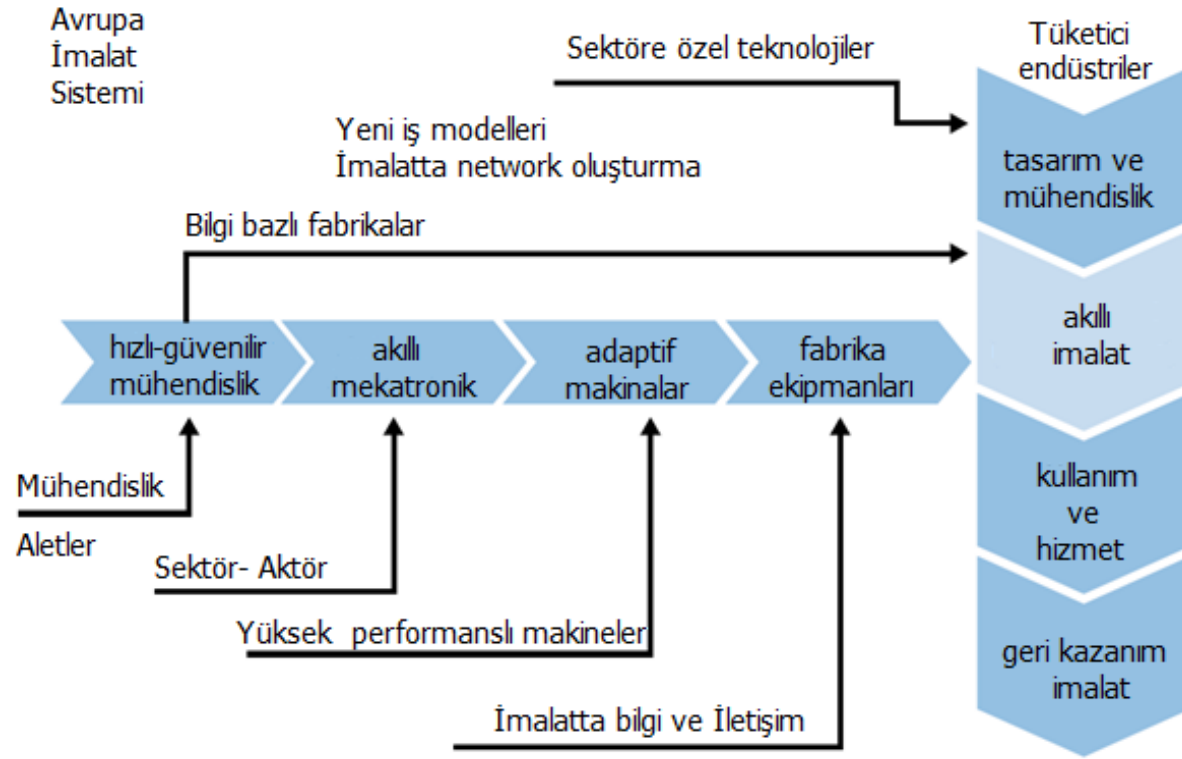 Avrupa
İmalat
Sistemi
Sektöre özel teknolojiler
Tüketici
endüstriler
Yeni iş modelleri
İmalatta network oluşturma
tasarım ve
mühendislik
Bilgi bazlı fabrikalar
akıllı
imalat
hızlı-güvenilir
mühendislik
akıllı
mekatronik
adaptif
makinalar
fabrika
ekipmanları
Mühendislik
Aletler
kullanım
ve
hizmet
Sektör- Aktör
Yüksek performanslı makineler
geri kazanım
imalat
İmalatta bilgi ve İletişim